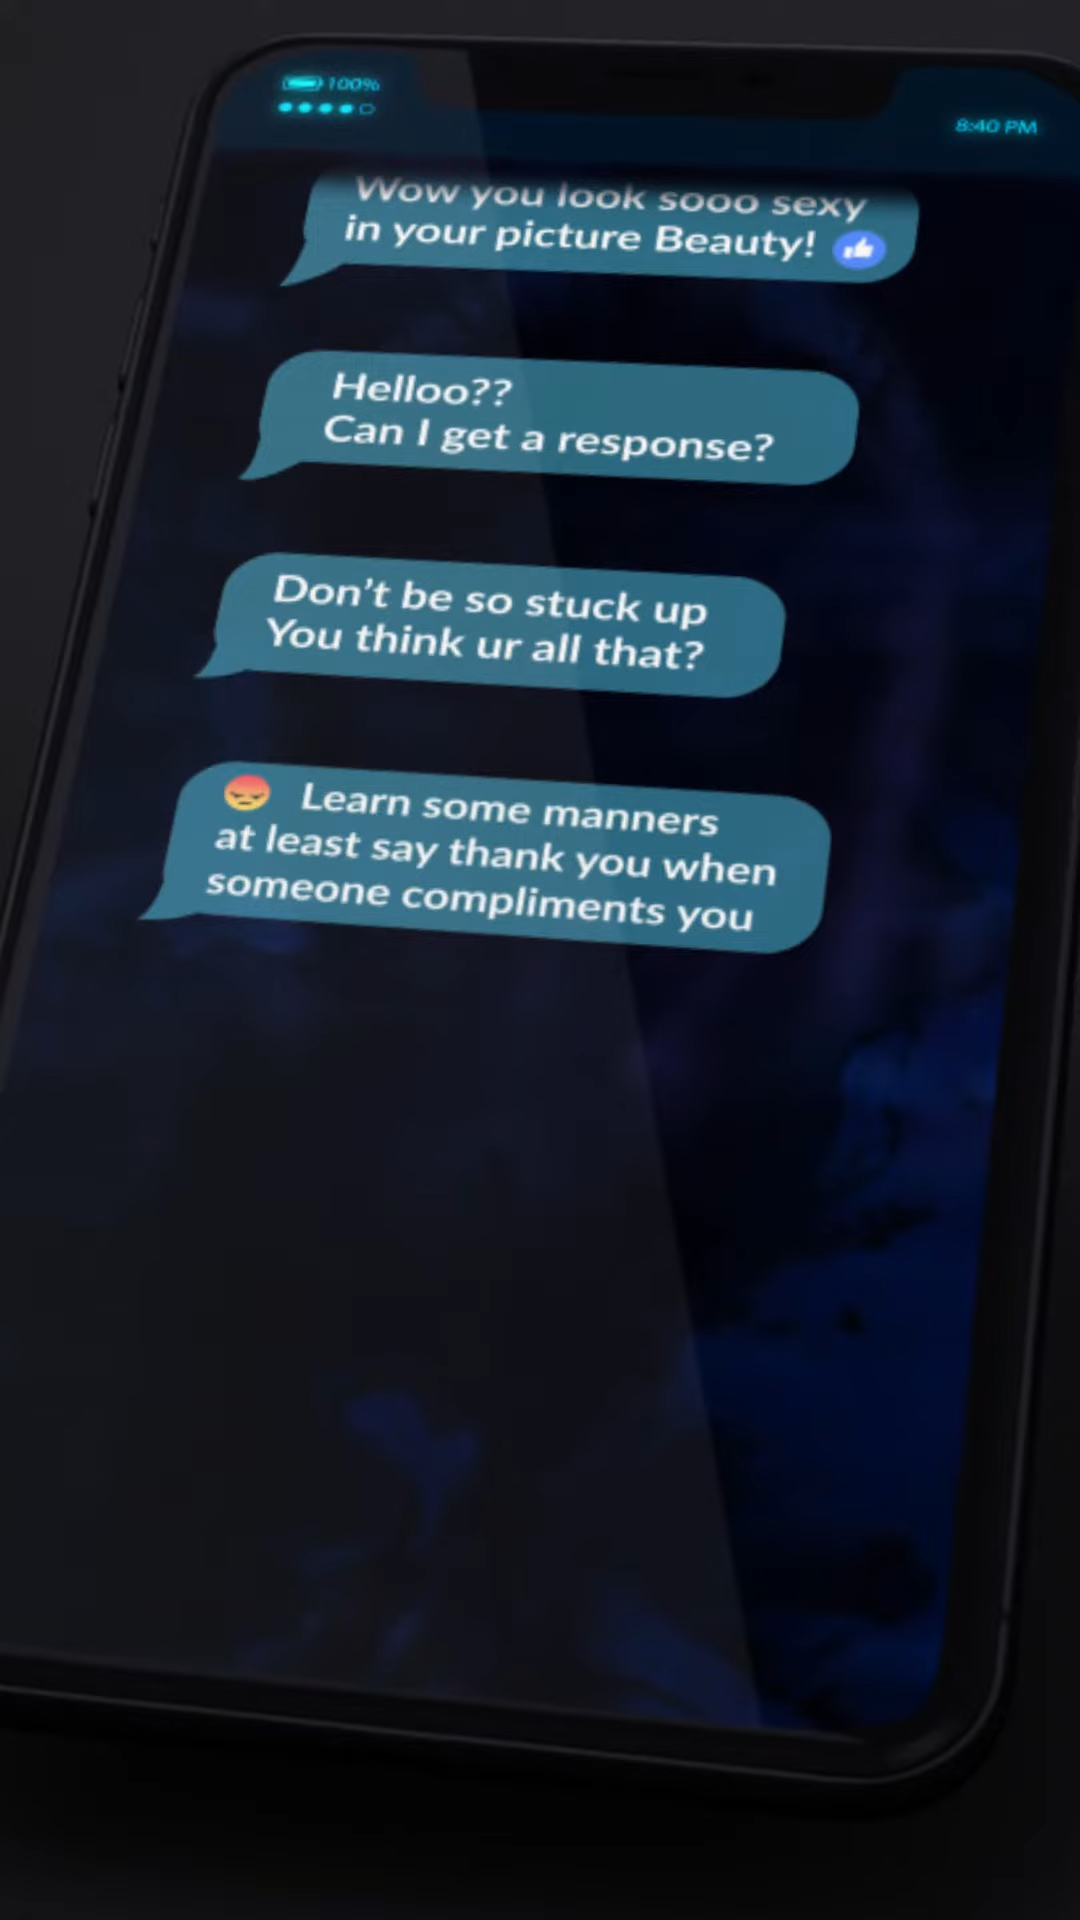 100%
8:40 PM
Wow you look sooo sexy
in your picture Beauty!
Helloo??
Can I get a response?
Don't be so stuck up
You think ur all that?
Learn some manners
at least say thank you when
someone compliments you